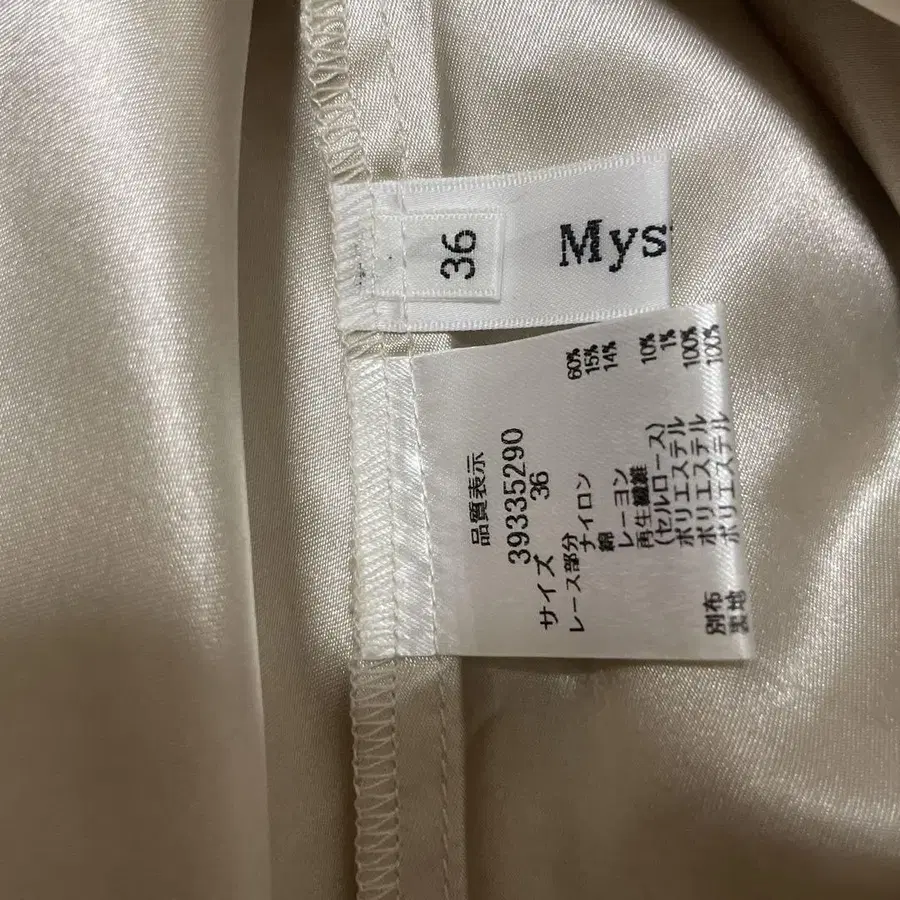 36
Mys
品質表示
39335290
サイズ 36
レース部分 ナイロン 60%
綿 15%
レーヨン 14%
再生繊維
(セルロース) 10%
ポリエステル 1%
別布 ポリエステル 100%
裏地 ポリエステル 100%